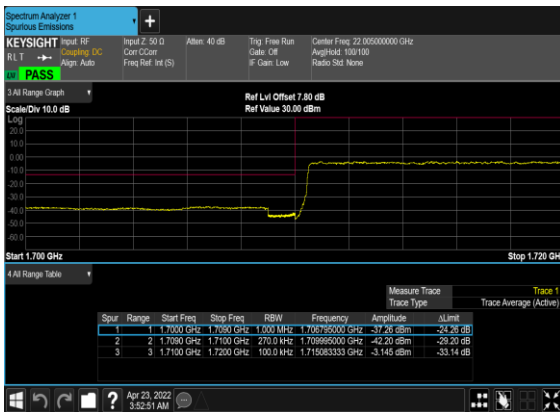 Spectrum Analyzer 1
Spurious Emissions
+
KEYSIGHT Input: RF Input Z: 50 Ω Atten: 40 dB Trig: Free Run Center Freq: 22.005000000 GHz
RLT Coupling: DC Corr CCorr Gate: Off Avg|Hold: 100/100
Align: Auto Freq Ref: Int (S) IF Gain: Low Radio Std: None
PASS
3 All Range Graph
Ref Lvl Offset 7.80 dB
Scale/Div 10.0 dB Ref Value 30.00 dBm
Log
20.0
10.0
0.00
-10.0
-20.0
-30.0
-40.0
-50.0
-60.0
Start 1.700 GHz Stop 1.720 GH
4 All Range Table
Measure Trace Trace 1
Trace Type Trace Average (Active)
Spur Range Start Freq Stop Freq RBW Frequency Amplitude ΔLimit
1 1 1.7000 GHz 1.7090 GHz 1.000 MHz 1.706795000 GHz -37.26 dBm -24.26 dB
2 2 1.7090 GHz 1.7100 GHz 270.0 kHz 1.709995000 GHz -42.20 dBm -29.20 dB
3 3 1.7100 GHz 1.7200 GHz 100.0 kHz 1.715083333 GHz -3.145 dBm -33.14 dB
?
Apr 23, 2022
3:52:51 AM